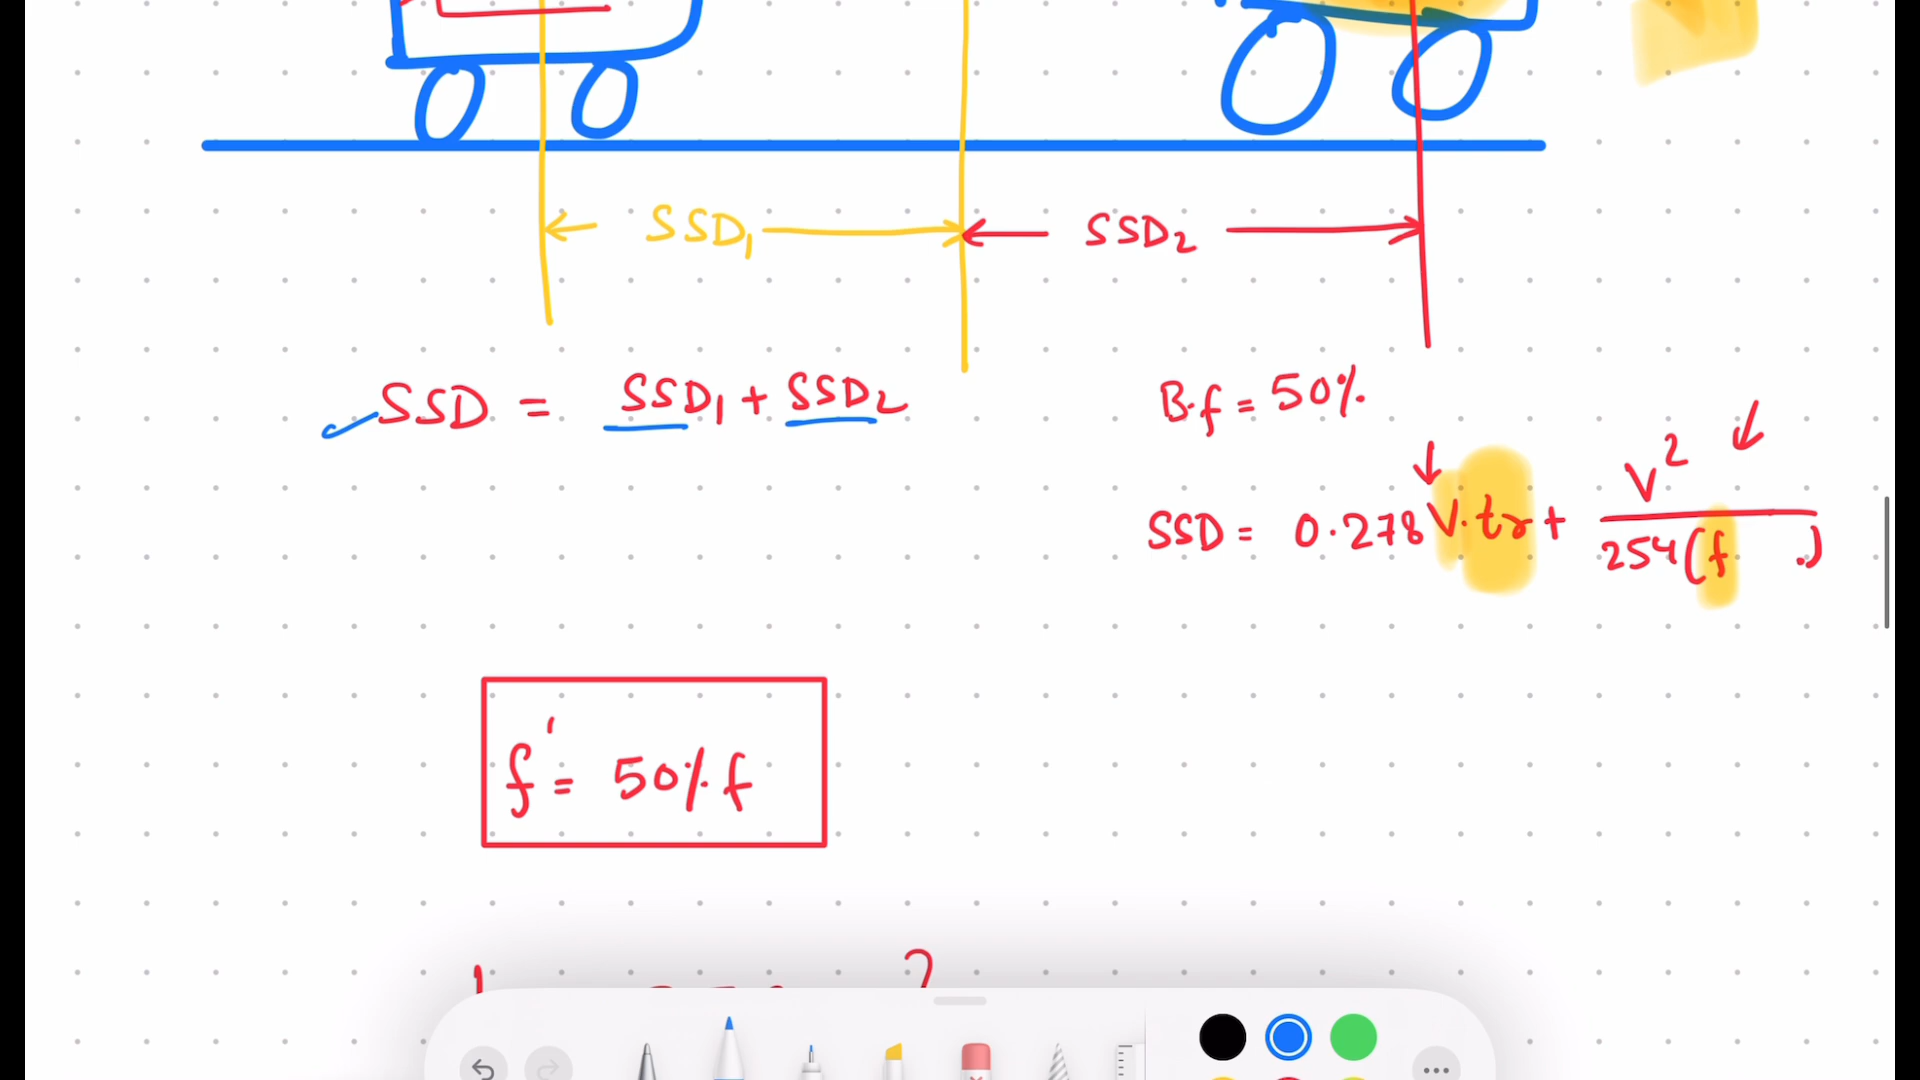 SSD₁ SSD₂
SSD = SSD₁ + SSD₂
B.f = 50%
SSD = 0.278 V.tr + V² / 254(f .)
f' = 50% f